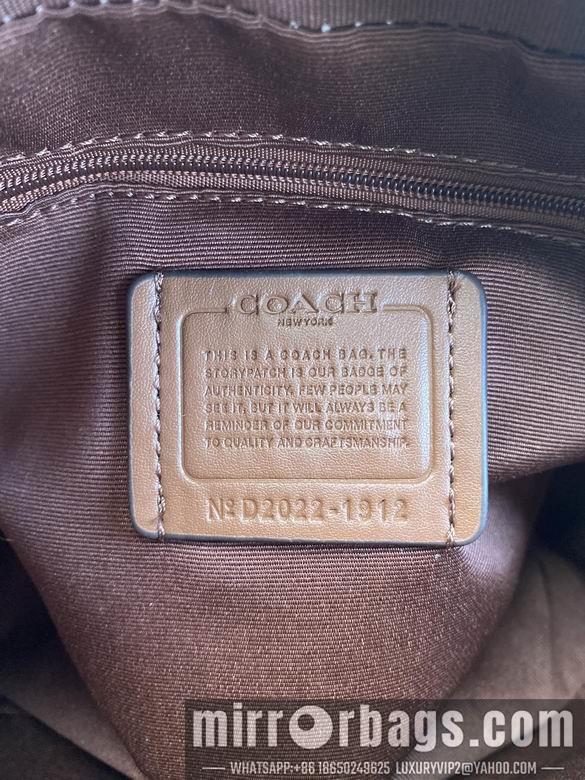 COACH
NEW YORK
THIS IS A COACH BAG. THE
STORYPATCH IS OUR BADGE OF
AUTHENTICITY. FEW PEOPLE MAY
SEE IT, BUT IT WILL ALWAYS BE A
REMINDER OF OUR COMMITMENT
TO QUALITY AND CRAFTSMANSHIP.
Nº D2022-1912
mirrorbags.com
WHATSAPP:+86 18650249625 LUXURYVIP2@YAHOO.COM